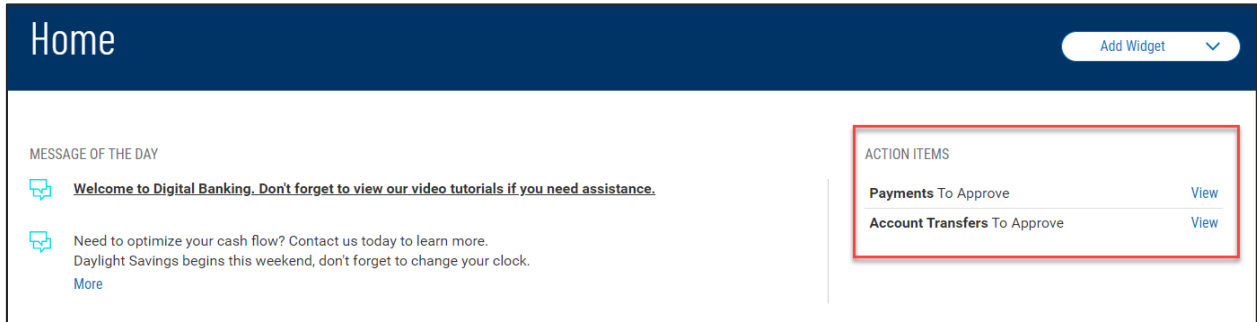 Home
Add Widget
MESSAGE OF THE DAY
Welcome to Digital Banking. Don't forget to view our video tutorials if you need assistance.
Need to optimize your cash flow? Contact us today to learn more.
Daylight Savings begins this weekend, don't forget to change your clock.
More
ACTION ITEMS
Payments To Approve View
Account Transfers To Approve View